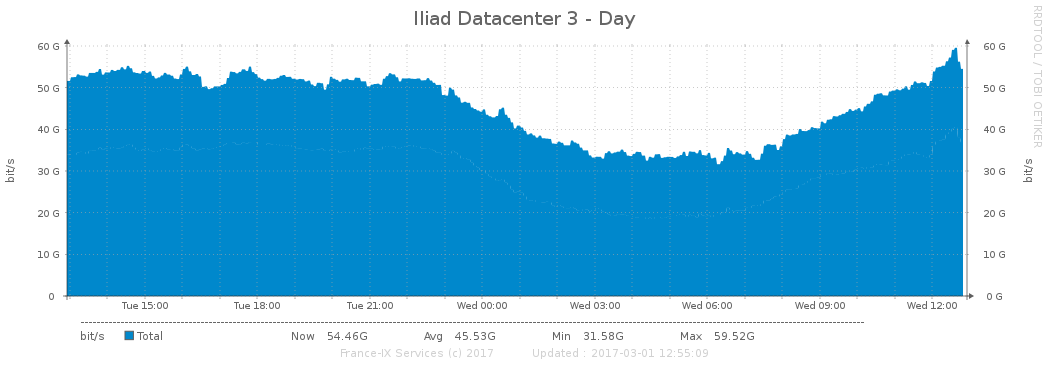 Iliad Datacenter 3 - Day
RRDTOOL / TOBI OETIKER
bit/s
60 G
50 G
40 G
30 G
20 G
10 G
0
60 G
50 G
40 G
30 G
20 G
10 G
0 G
bit/s
Tue 15:00 Tue 18:00 Tue 21:00 Wed 00:00 Wed 03:00 Wed 06:00 Wed 09:00 Wed 12:00
bit/s Total Now 54.46G Avg 45.53G Min 31.58G Max 59.52G
France-IX Services (c) 2017 Updated : 2017-03-01 12:55:09